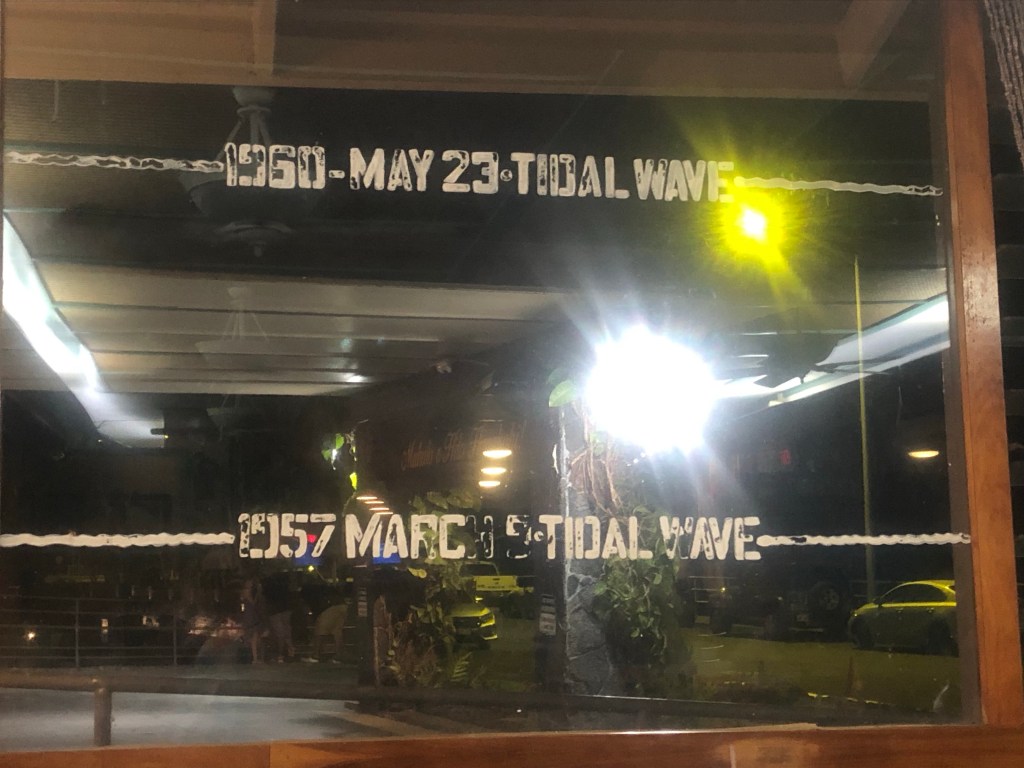 1960-MAY 23·TIDAL WAVE
1957 MARCH 9·TIDAL WAVE